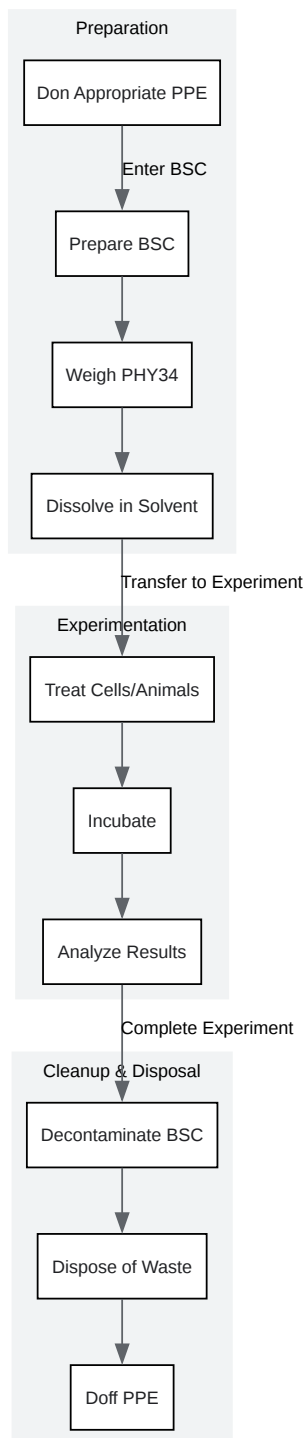 Preparation
Don Appropriate PPE
Enter BSC
Prepare BSC
Weigh PHY34
Dissolve in Solvent
Transfer to Experiment
Experimentation
Treat Cells/Animals
Incubate
Analyze Results
Complete Experiment
Cleanup & Disposal
Decontaminate BSC
Dispose of Waste
Doff PPE